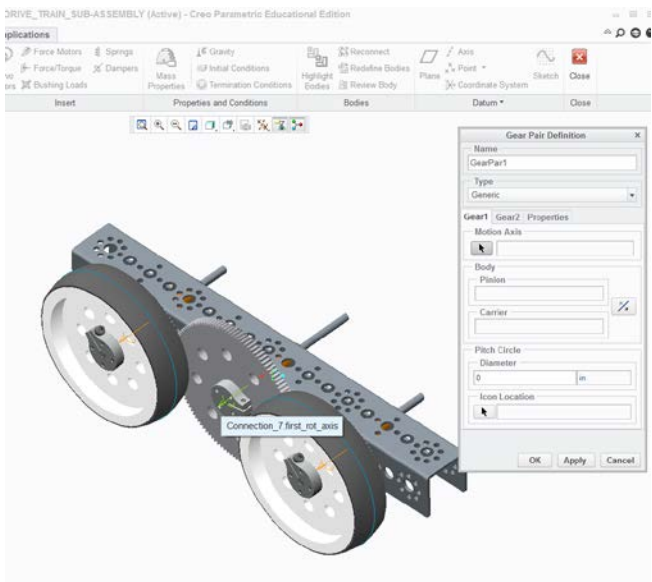 DRIVE_TRAIN_SUB-ASSEMBLY (Active) - Creo Parametric Educational Edition
Applications
Force Motors
Springs
Force/Torque
Dampers
Bushing Loads
Mass Properties
Gravity
Initial Conditions
Termination Conditions
Highlight Bodies
Reconnect
Redefine Bodies
Review Body
Plane
Axis
Point
Coordinate System
Sketch
Close
Insert
Properties and Conditions
Bodies
Datum
Close
Gear Pair Definition
Name
GearPair1
Type
Generic
Gear1 Gear2 Properties
Motion Axis
Body
Pinion
Carrier
Pitch Circle
Diameter
0 in
Icon Location
OK Apply Cancel
Connection_7.first_rot_axis